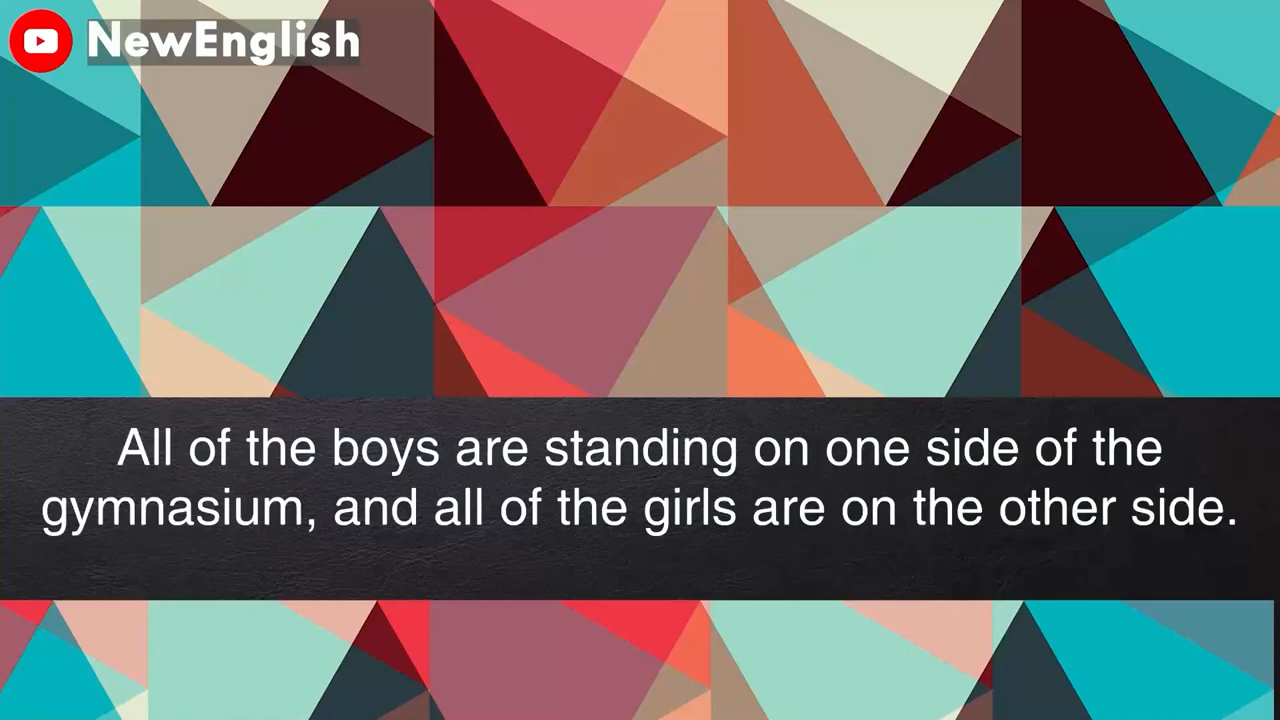 NewEnglish
All of the boys are standing on one side of the
gymnasium, and all of the girls are on the other side.